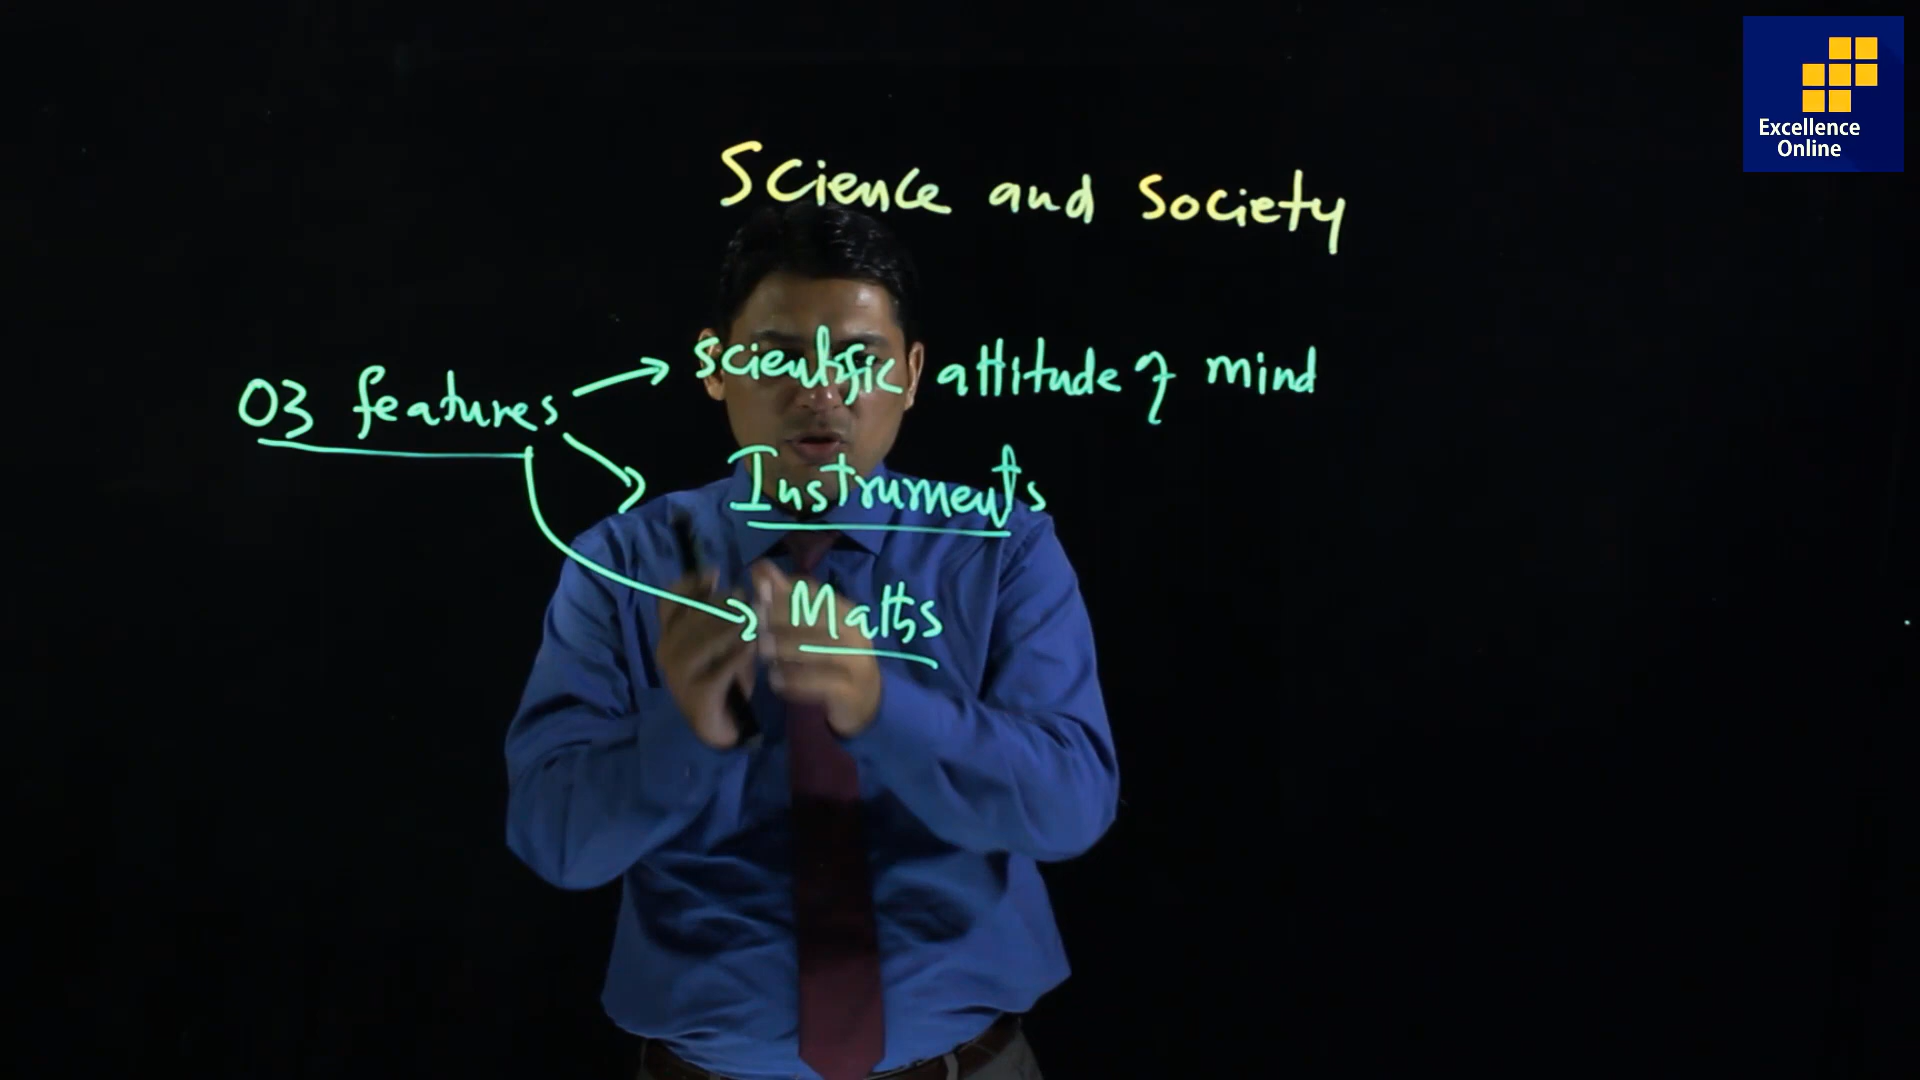 Excellence
Online
Science and Society
03 features
scientific attitude of mind
Instruments
Maths